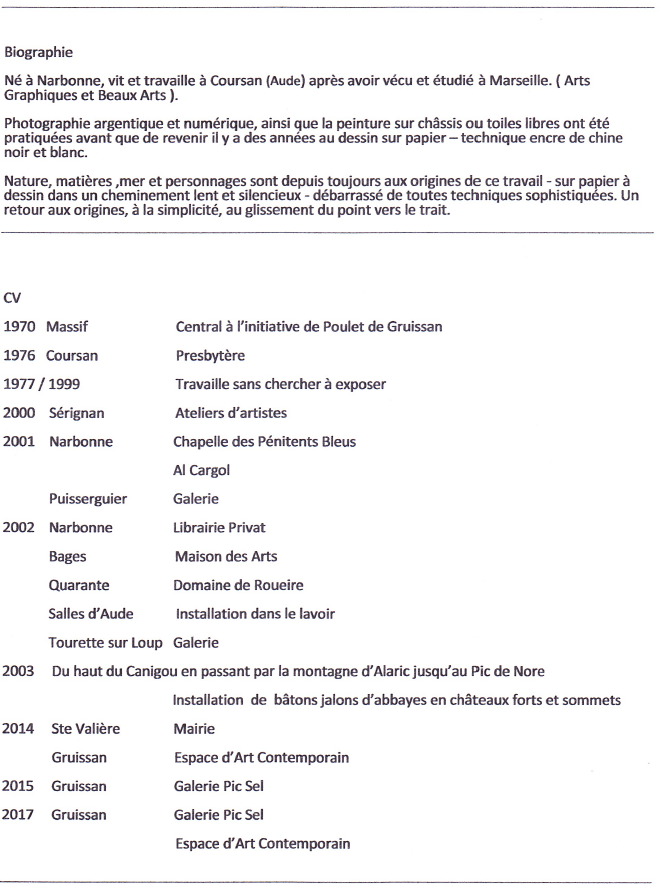 Biographie
Né à Narbonne, vit et travaille à Coursan (Aude) après avoir vécu et étudié à Marseille. ( Arts
Graphiques et Beaux Arts ).
Photographie argentique et numérique, ainsi que la peinture sur châssis ou toiles libres ont été
pratiquées avant que de revenir il y a des années au dessin sur papier – technique encre de chine
noir et blanc.
Nature, matières ,mer et personnages sont depuis toujours aux origines de ce travail - sur papier à
dessin dans un cheminement lent et silencieux - débarrassé de toutes techniques sophistiquées. Un
retour aux origines, à la simplicité, au glissement du point vers le trait.
CV
1970 Massif Central à l'initiative de Poulet de Gruissan
1976 Coursan Presbytère
1977 / 1999 Travaille sans chercher à exposer
2000 Sérignan Ateliers d'artistes
2001 Narbonne Chapelle des Pénitents Bleus
Al Cargol
Puisserguier Galerie
2002 Narbonne Librairie Privat
Bages Maison des Arts
Quarante Domaine de Roueire
Salles d'Aude Installation dans le lavoir
Tourette sur Loup Galerie
2003 Du haut du Canigou en passant par la montagne d'Alaric jusqu'au Pic de Nore
Installation de bâtons jalons d'abbayes en châteaux forts et sommets
2014 Ste Valière Mairie
Gruissan Espace d'Art Contemporain
2015 Gruissan Galerie Pic Sel
2017 Gruissan Galerie Pic Sel
Espace d'Art Contemporain